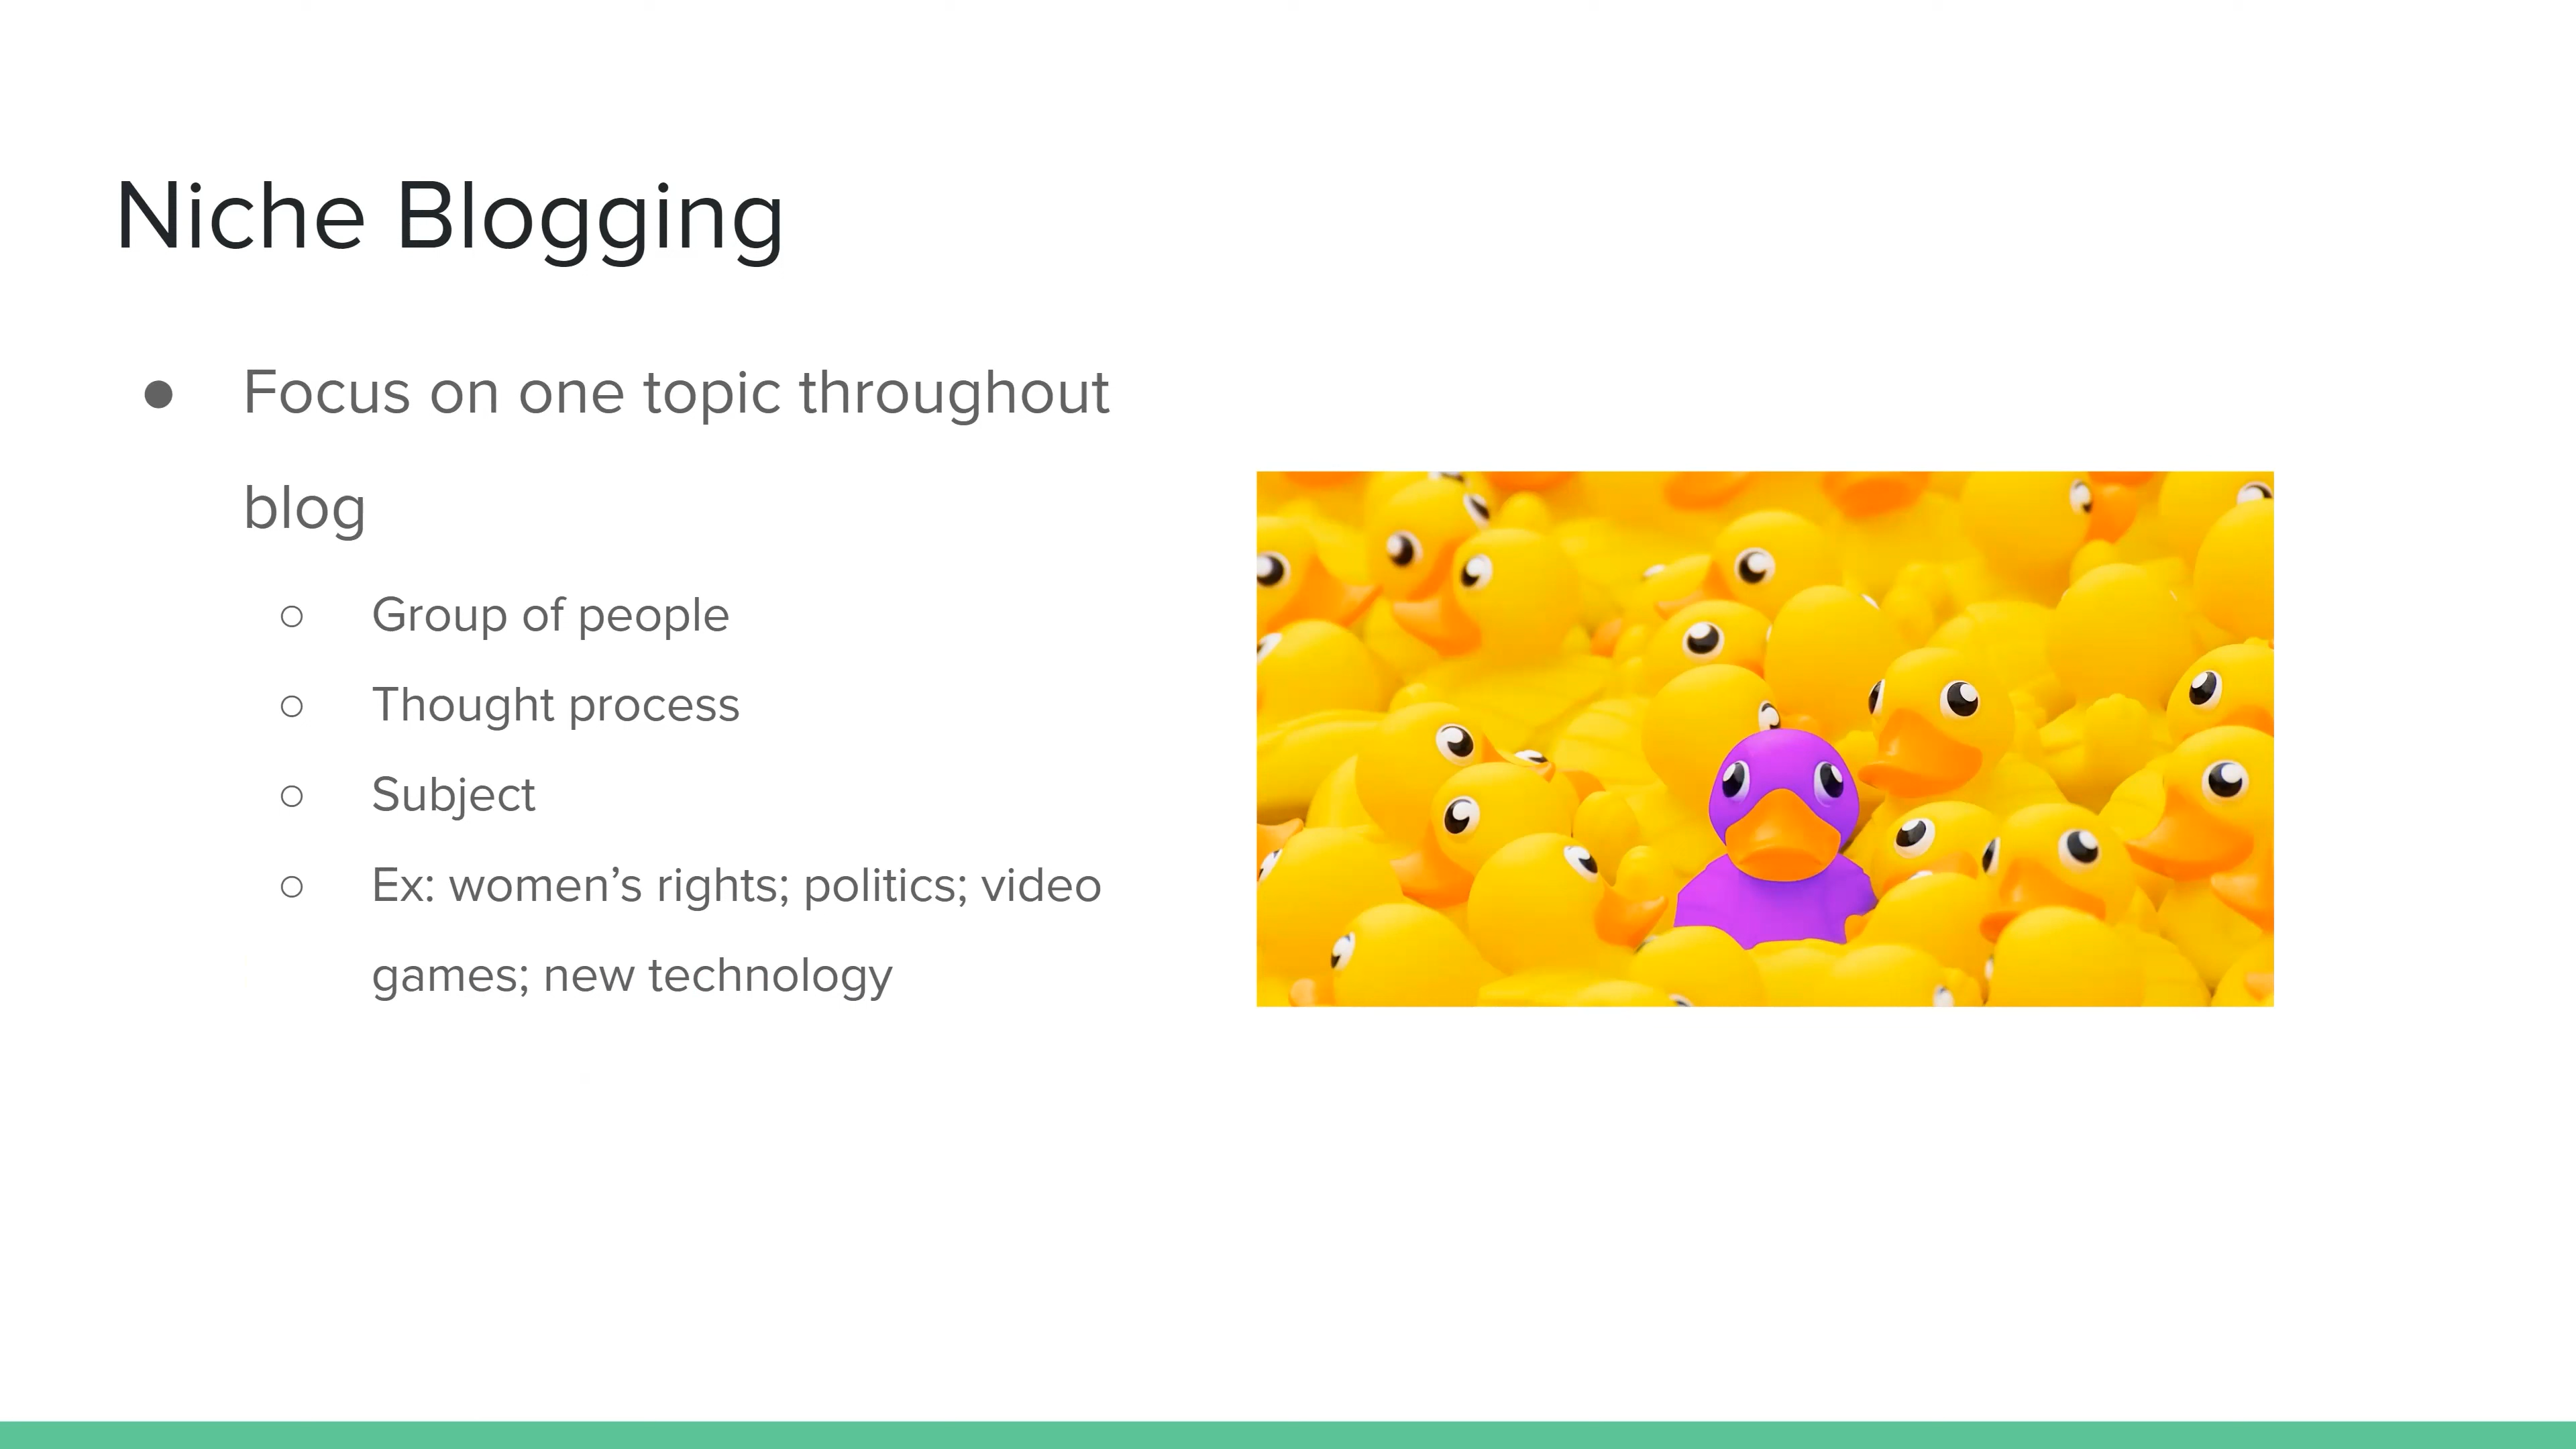 Niche Blogging
● Focus on one topic throughout
blog
○ Group of people
○ Thought process
○ Subject
○ Ex: women’s rights; politics; video
games; new technology